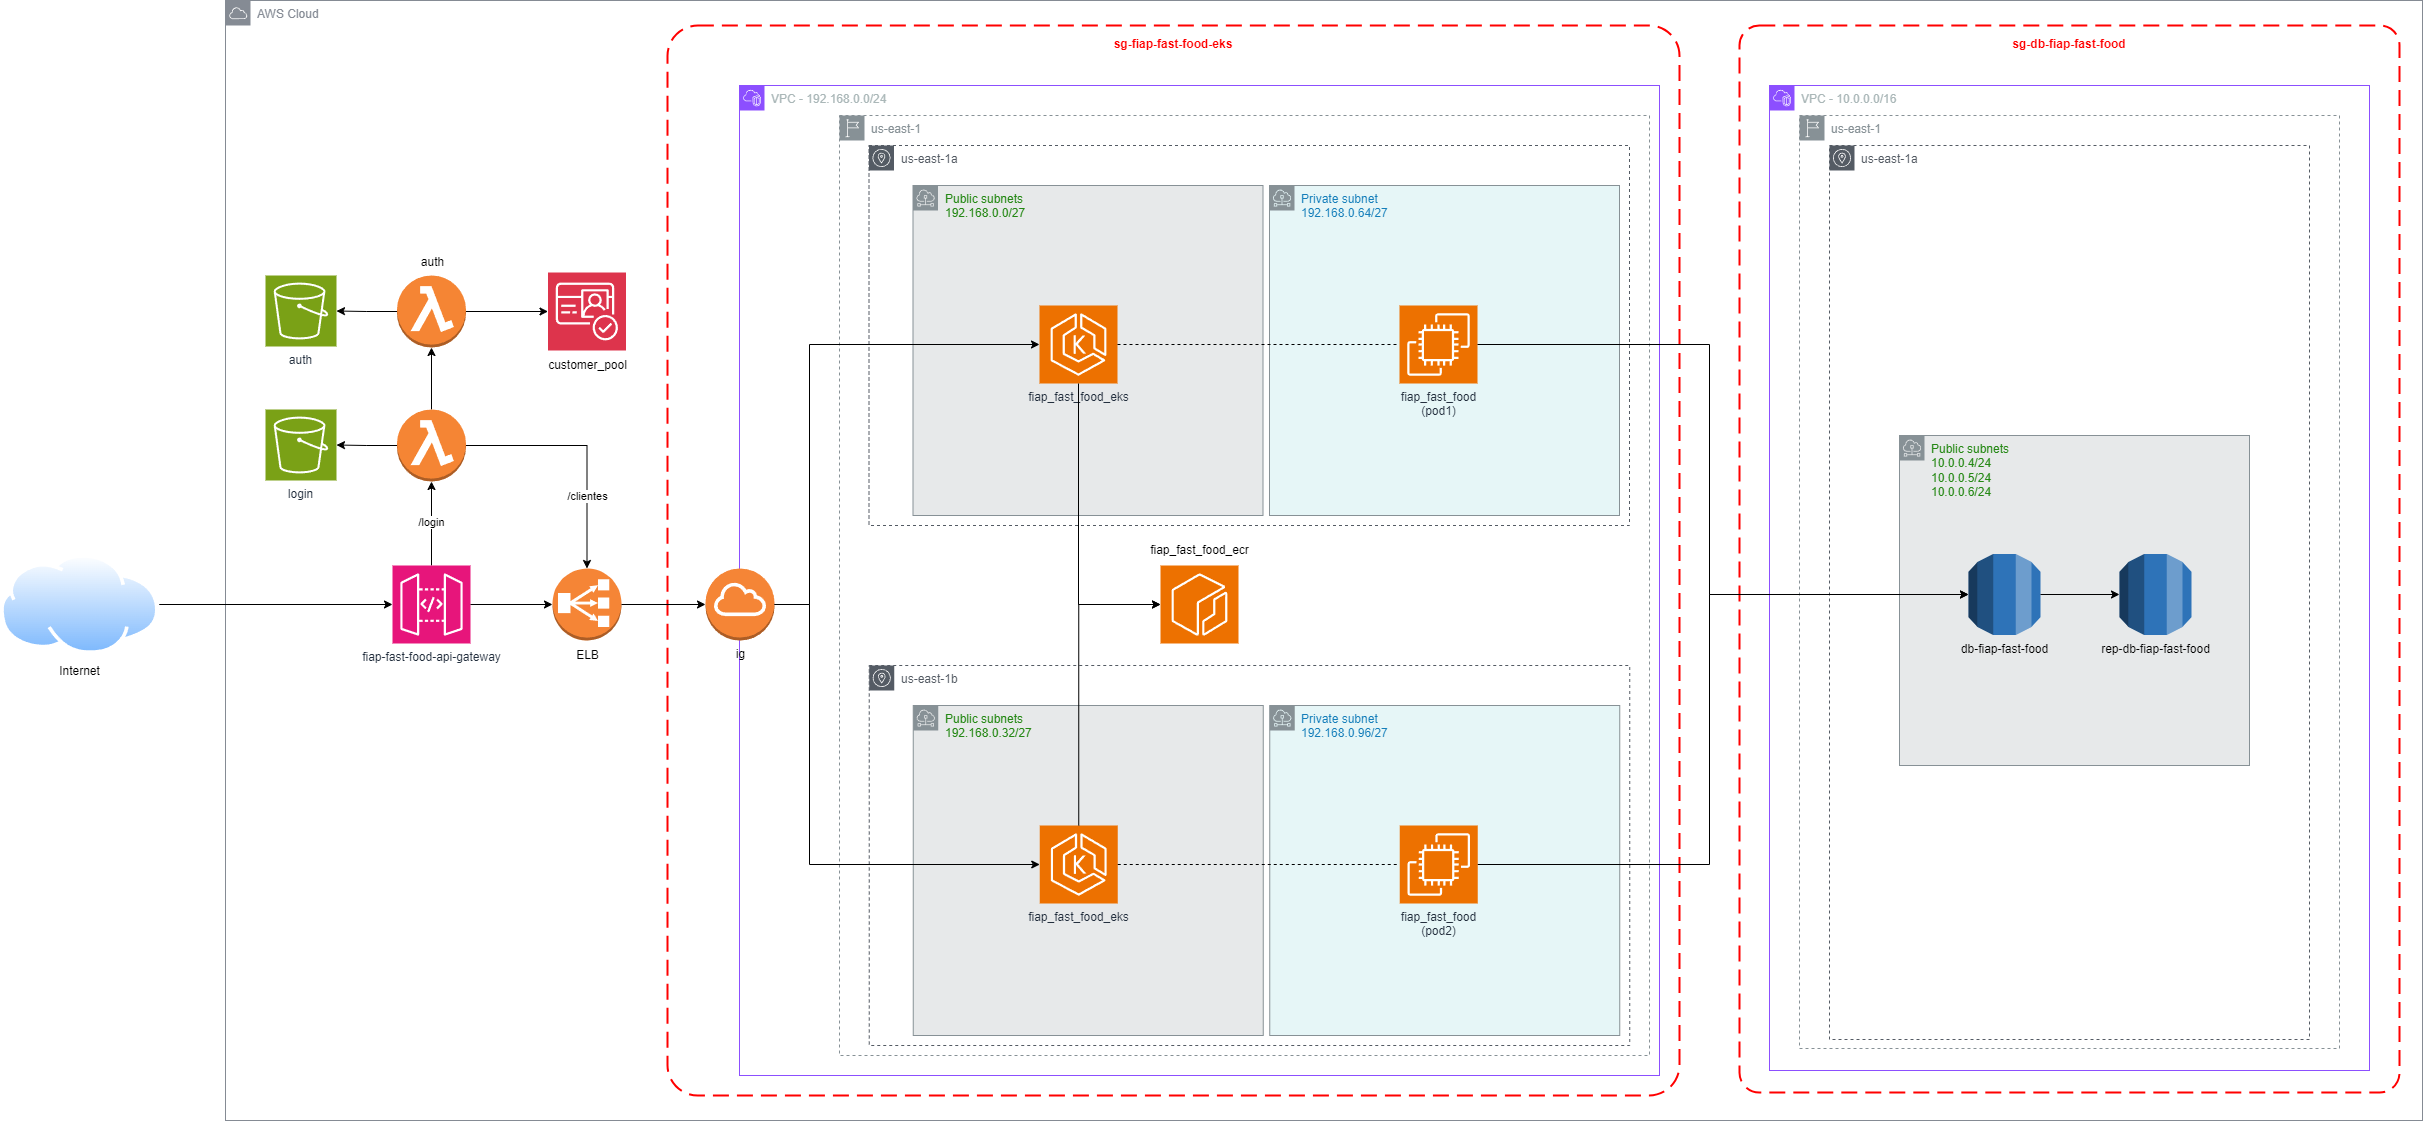 AWS Cloud
sg-fiap-fast-food-eks
sg-db-fiap-fast-food
VPC - 192.168.0.0/24
us-east-1
us-east-1a
Public subnets
192.168.0.0/27
Private subnet
192.168.0.64/27
fiap_fast_food_eks
fiap_fast_food
(pod1)
auth
auth
customer_pool
login
/login
/clientes
Internet
fiap-fast-food-api-gateway
ELB
ig
fiap_fast_food_ecr
us-east-1b
Public subnets
192.168.0.32/27
Private subnet
192.168.0.96/27
fiap_fast_food_eks
fiap_fast_food
(pod2)
VPC - 10.0.0.0/16
us-east-1
us-east-1a
Public subnets
10.0.0.4/24
10.0.0.5/24
10.0.0.6/24
db-fiap-fast-food
rep-db-fiap-fast-food